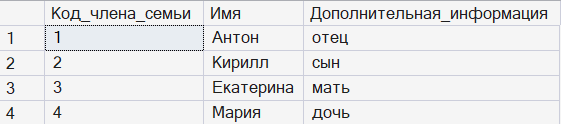 Код_члена_семьи Имя Дополнительная_информация
1 1 Антон отец
2 2 Кирилл сын
3 3 Екатерина мать
4 4 Мария дочь